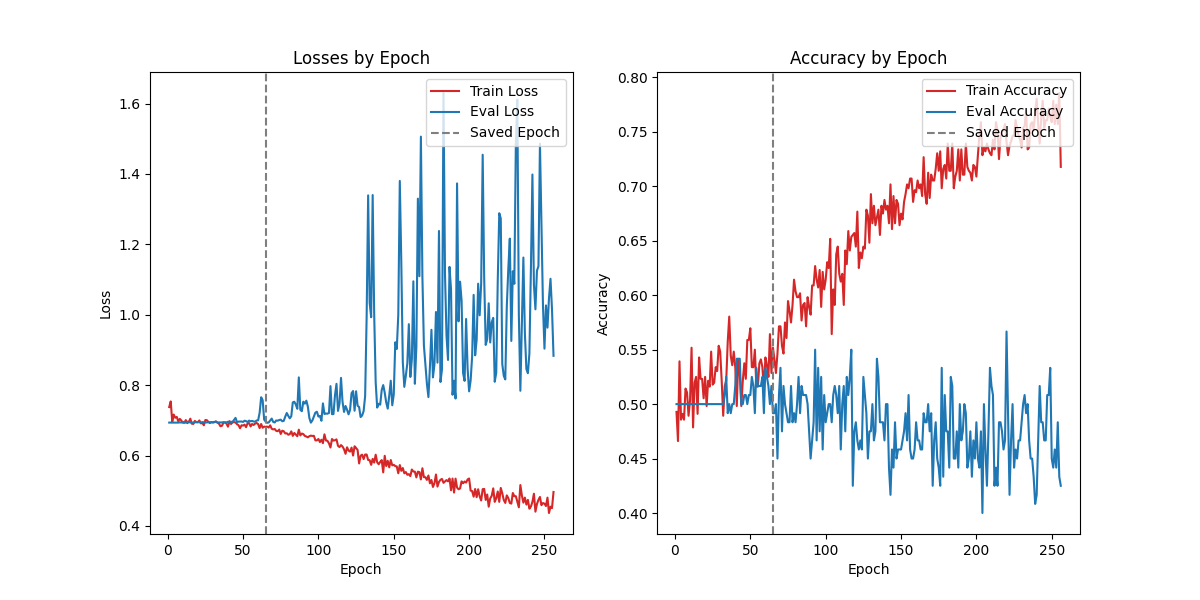 Losses by Epoch
Train Loss
Eval Loss
Saved Epoch
1.6
1.4
1.2
1.0
0.8
0.6
0.4
Loss
0
50
100
150
200
250
Epoch
Accuracy by Epoch
Train Accuracy
Eval Accuracy
Saved Epoch
0.80
0.75
0.70
0.65
0.60
0.55
0.50
0.45
0.40
Accuracy
0
50
100
150
200
250
Epoch